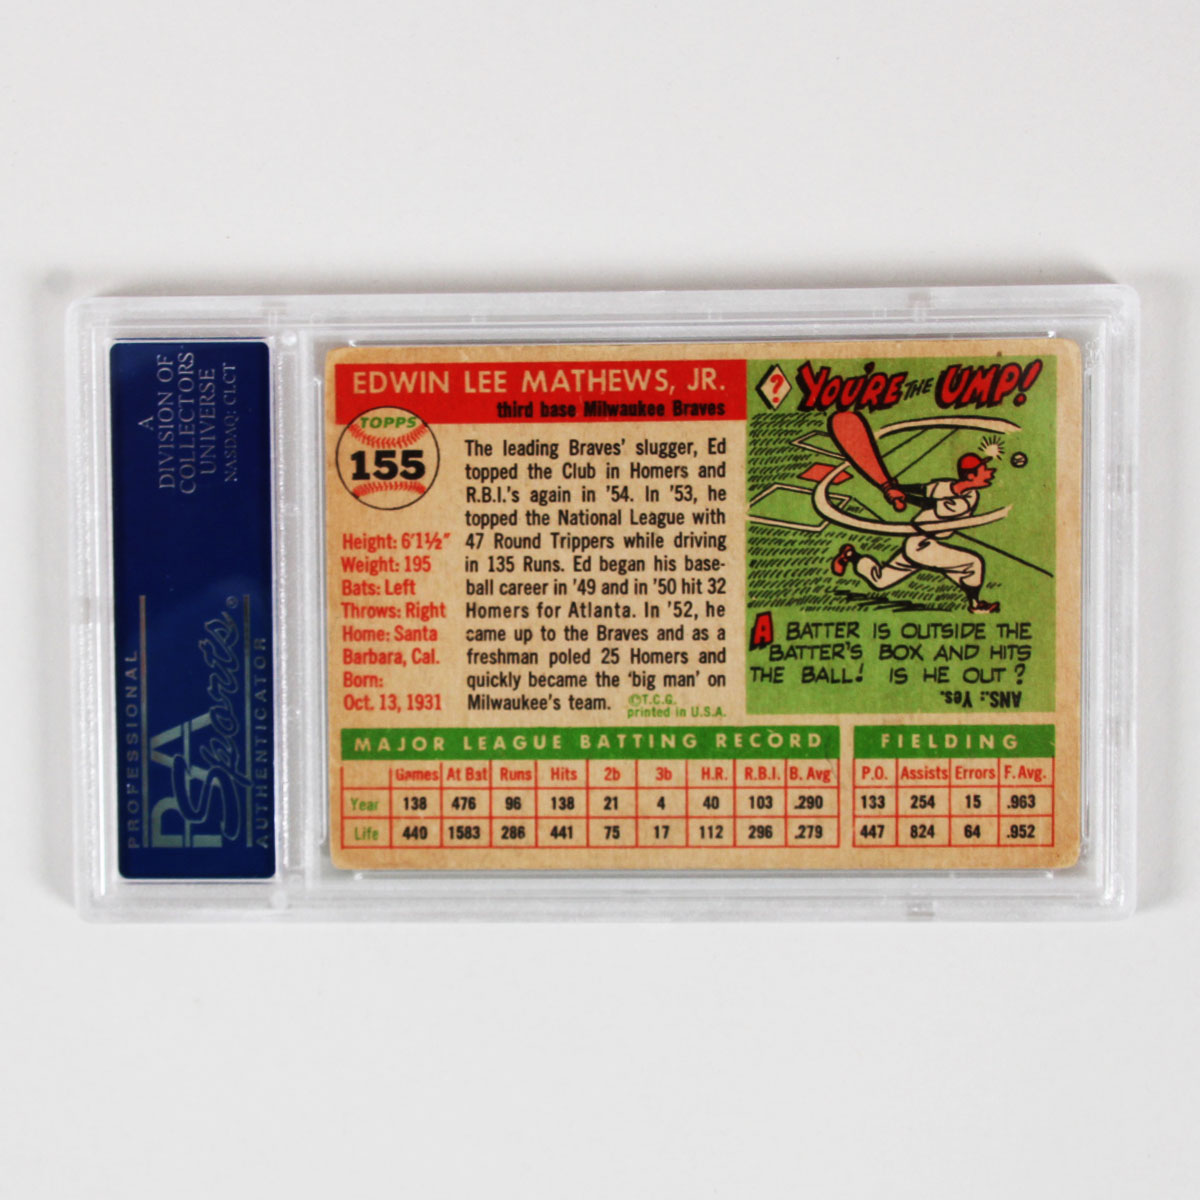 A
DIVISION OF
COLLECTORS
UNIVERSE
NASDAQ: CLCT
PROFESSIONAL
PSA
Sports®
AUTHENTICATOR
EDWIN LEE MATHEWS, JR.
third base Milwaukee Braves
TOPPS
155
Height: 6'1½"
Weight: 195
Bats: Left
Throws: Right
Home: Santa
Barbara, Cal.
Born:
Oct. 13, 1931
The leading Braves' slugger, Ed
topped the Club in Homers and
R.B.I.'s again in '54. In '53, he
topped the National League with
47 Round Trippers while driving
in 135 Runs. Ed began his base-
ball career in '49 and in '50 hit 32
Homers for Atlanta. In '52, he
came up to the Braves and as a
freshman poled 25 Homers and
quickly became the 'big man' on
Milwaukee's team.
©T.C.G.
printed in U.S.A.
? YOU'RE THE UMP!
A BATTER IS OUTSIDE THE
BATTER'S BOX AND HITS
THE BALL! IS HE OUT?
ANS.: Yes.
MAJOR LEAGUE BATTING RECORD
Games At Bat Runs Hits 2b 3b H.R. R.B.I. B. Avg
Year 138 476 96 138 21 4 40 103 .290
Life 440 1583 286 441 75 17 112 296 .279
FIELDING
P.O. Assists Errors F. Avg.
133 254 15 .963
447 824 64 .952